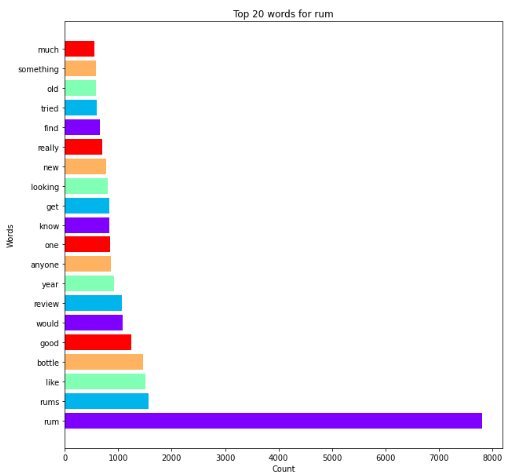 Top 20 words for rum
much
something
old
tried
find
really
new
looking
get
know
one
anyone
year
review
would
good
bottle
like
rums
rum
Words
0 1000 2000 3000 4000 5000 6000 7000 8000
Count